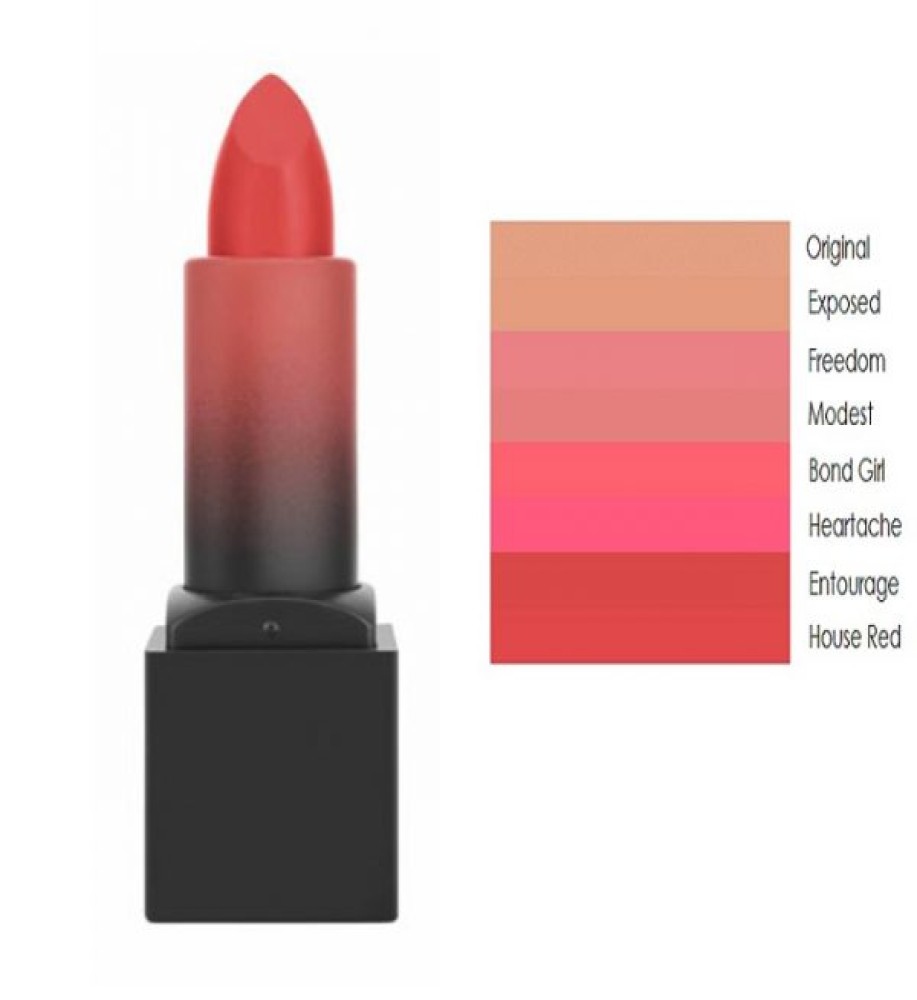 Original
Exposed
Freedom
Modest
Bond Girl
Heartache
Entourage
House Red